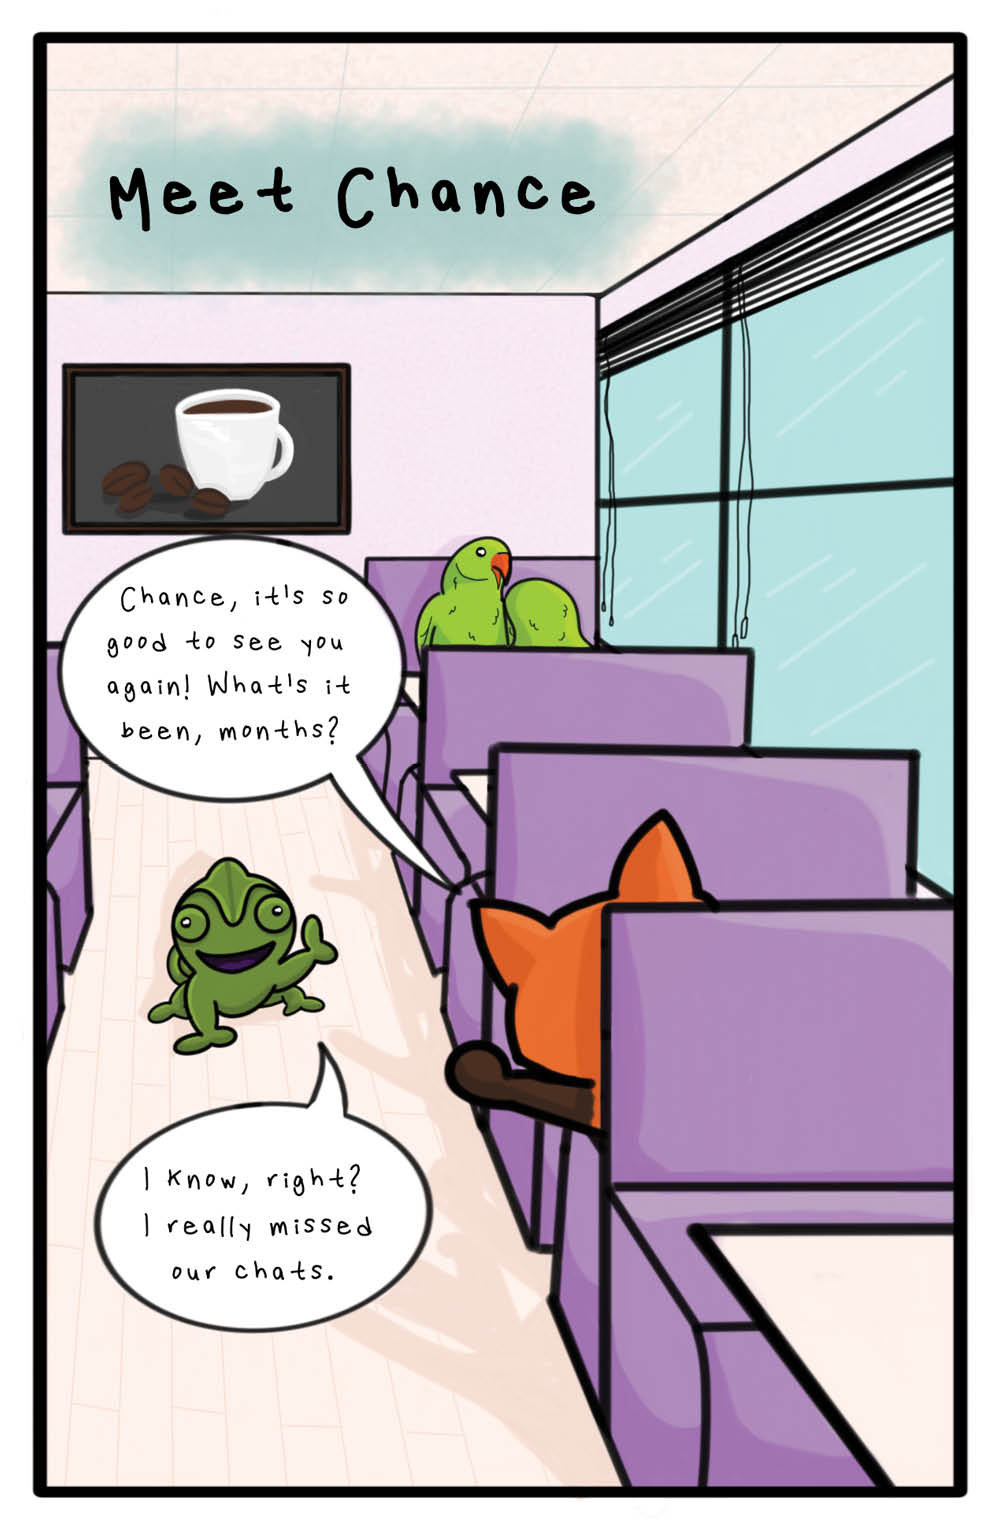 Meet Chance
Chance, it's so
good to see you
again! What's it
been, months?
I know, right?
I really missed
our chats.